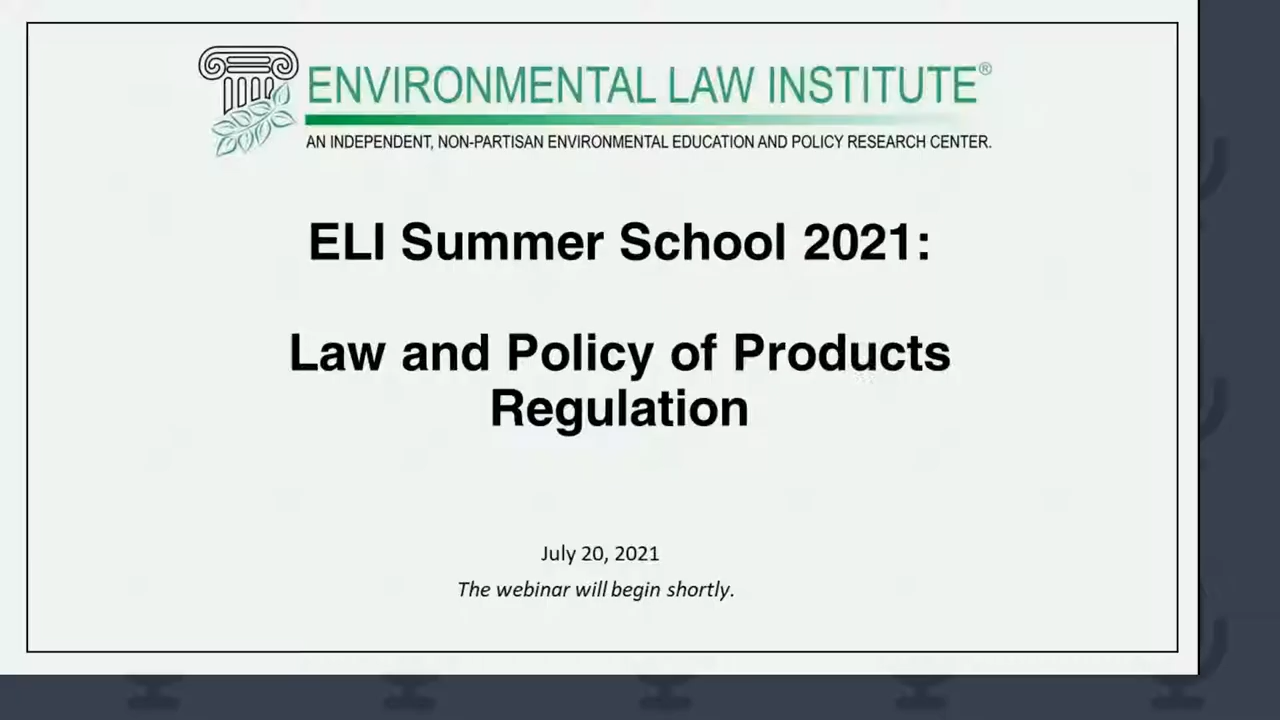 ENVIRONMENTAL LAW INSTITUTE®
AN INDEPENDENT, NON-PARTISAN ENVIRONMENTAL EDUCATION AND POLICY RESEARCH CENTER.
ELI Summer School 2021:
Law and Policy of Products
Regulation
July 20, 2021
The webinar will begin shortly.